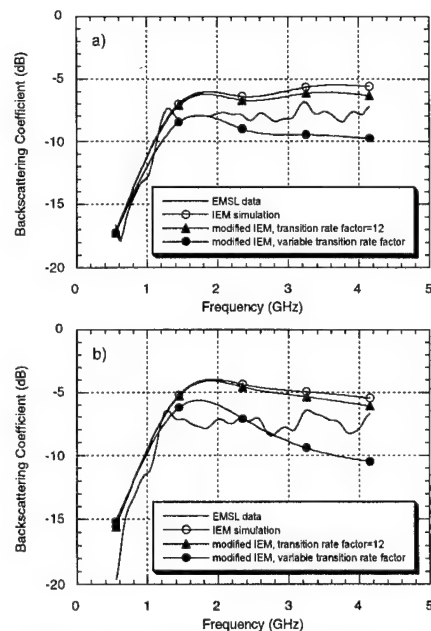 a)
Backscattering Coefficient (dB)
0
-5
-10
-15
-20
EMSL data
IEM simulation
modified IEM, transition rate factor=12
modified IEM, variable transition rate factor
0 1 2 3 4 5
Frequency (GHz)
b)
Backscattering Coefficient (dB)
0
-5
-10
-15
-20
EMSL data
IEM simulation
modified IEM, transition rate factor=12
modified IEM, variable transition rate factor
0 1 2 3 4 5
Frequency (GHz)